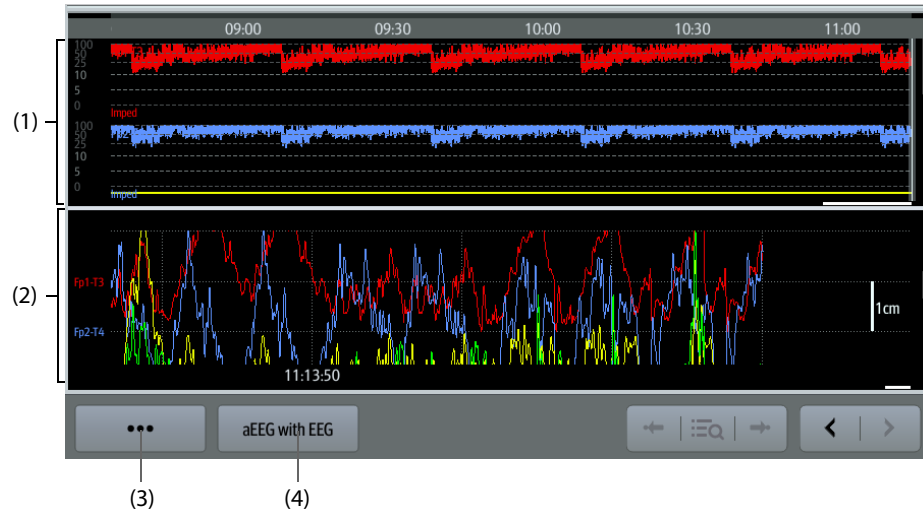 09:00 09:30 10:00 10:30 11:00
(1)
100
50
25
10
5
0
Imped
100
50
25
10
5
0
Imped
(2)
Fp1-T3
Fp2-T4
1cm
11:13:50
••• aEEG with EEG
(3) (4)